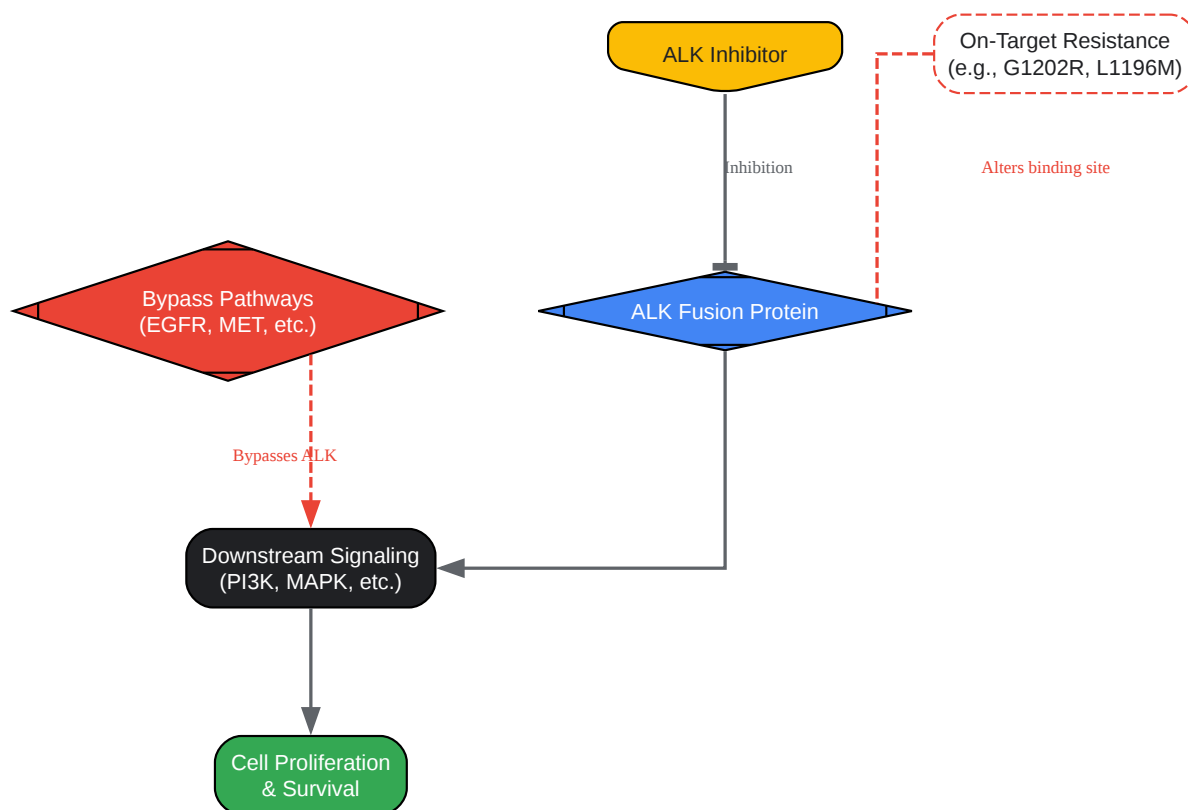 ALK Inhibitor
On-Target Resistance
(e.g., G1202R, L1196M)
Inhibition
Alters binding site
Bypass Pathways
(EGFR, MET, etc.)
ALK Fusion Protein
Bypasses ALK
Downstream Signaling
(PI3K, MAPK, etc.)
Cell Proliferation
& Survival